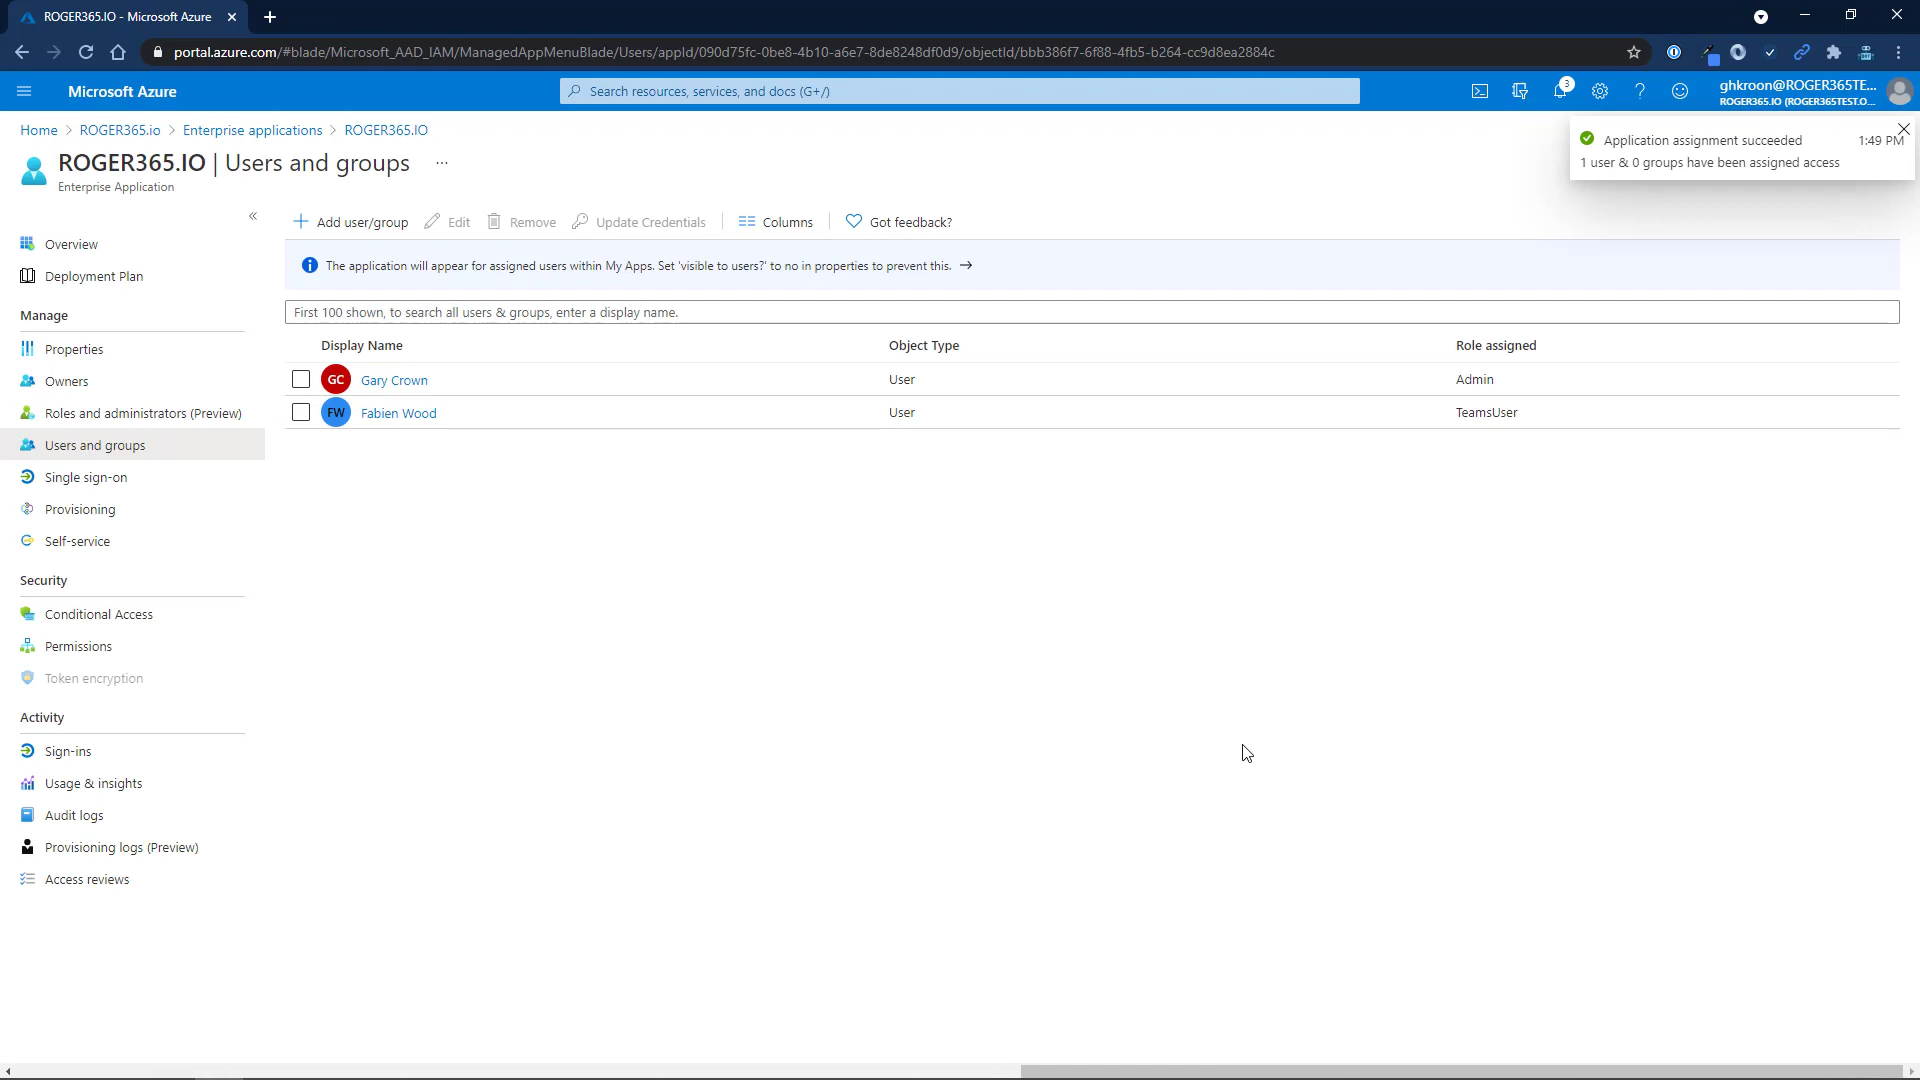 ROGER365.IO - Microsoft Azure
portal.azure.com/#blade/Microsoft_AAD_IAM/ManagedAppMenuBlade/Users/appId/090d75fc-0be8-4b10-a6e7-8de8248df0d9/objectId/bbb386f7-6f88-4fb5-b264-cc9d8ea2884c
Microsoft Azure
Search resources, services, and docs (G+/)
3
ghkroon@ROGER365TE...
ROGER365.IO (ROGER365TEST.O...
Home > ROGER365.io > Enterprise applications > ROGER365.IO
ROGER365.IO | Users and groups ...
Enterprise Application
Application assignment succeeded 1:49 PM
1 user & 0 groups have been assigned access
Overview
Deployment Plan
Manage
Properties
Owners
Roles and administrators (Preview)
Users and groups
Single sign-on
Provisioning
Self-service
Security
Conditional Access
Permissions
Token encryption
Activity
Sign-ins
Usage & insights
Audit logs
Provisioning logs (Preview)
Access reviews
Add user/group Edit Remove Update Credentials Columns Got feedback?
The application will appear for assigned users within My Apps. Set 'visible to users?' to no in properties to prevent this. →
First 100 shown, to search all users & groups, enter a display name.
Display Name Object Type Role assigned
GC Gary Crown User Admin
FW Fabien Wood User TeamsUser